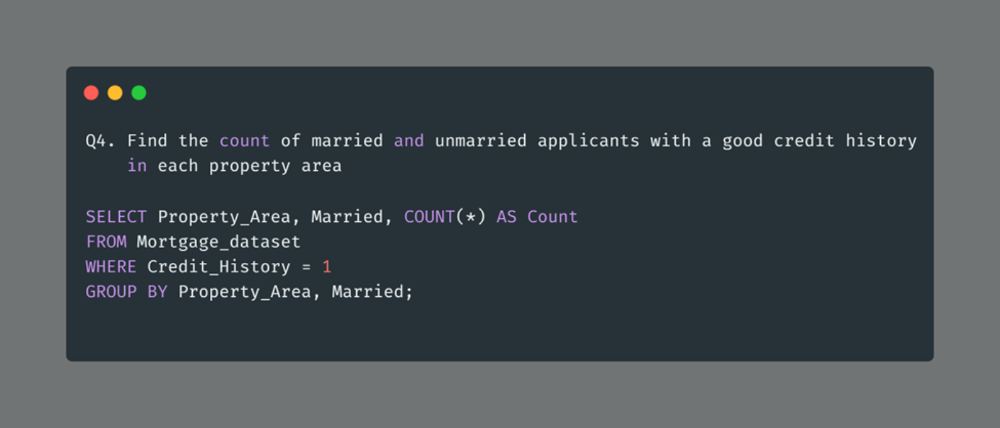 Q4. Find the count of married and unmarried applicants with a good credit history
in each property area
SELECT Property_Area, Married, COUNT(*) AS Count
FROM Mortgage_dataset
WHERE Credit_History = 1
GROUP BY Property_Area, Married;